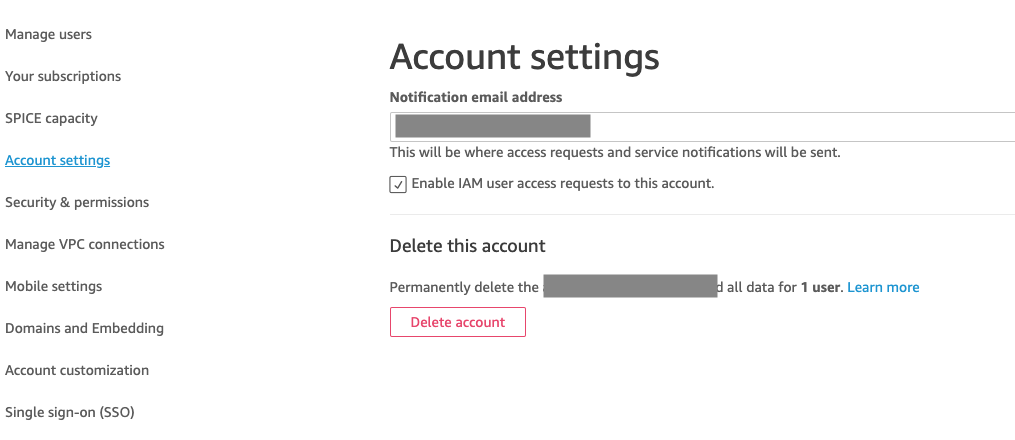 Manage users
Your subscriptions
SPICE capacity
Account settings
Security & permissions
Manage VPC connections
Mobile settings
Domains and Embedding
Account customization
Single sign-on (SSO)
Account settings
Notification email address
This will be where access requests and service notifications will be sent.
Enable IAM user access requests to this account.
Delete this account
Permanently delete the all data for 1 user. Learn more
Delete account